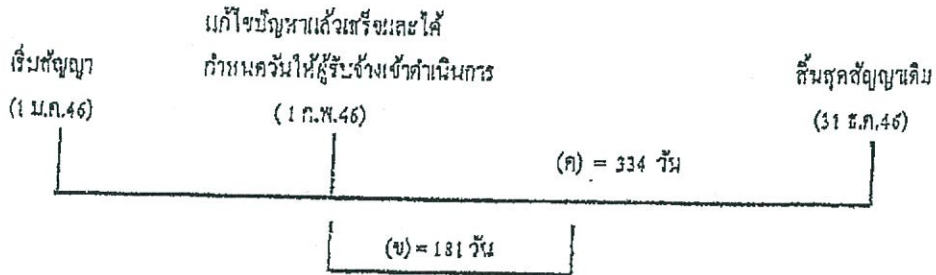 แก้ไขปัญหาแล้วเสร็จและได้
เริ่มสัญญา กำหนดวันให้ผู้รับจ้างเข้าดำเนินการ สิ้นสุดสัญญาเดิม
(1 ม.ค.46) (1 ก.พ.46) (31 ธ.ค.46)
(ค) = 334 วัน
(ข) = 181 วัน